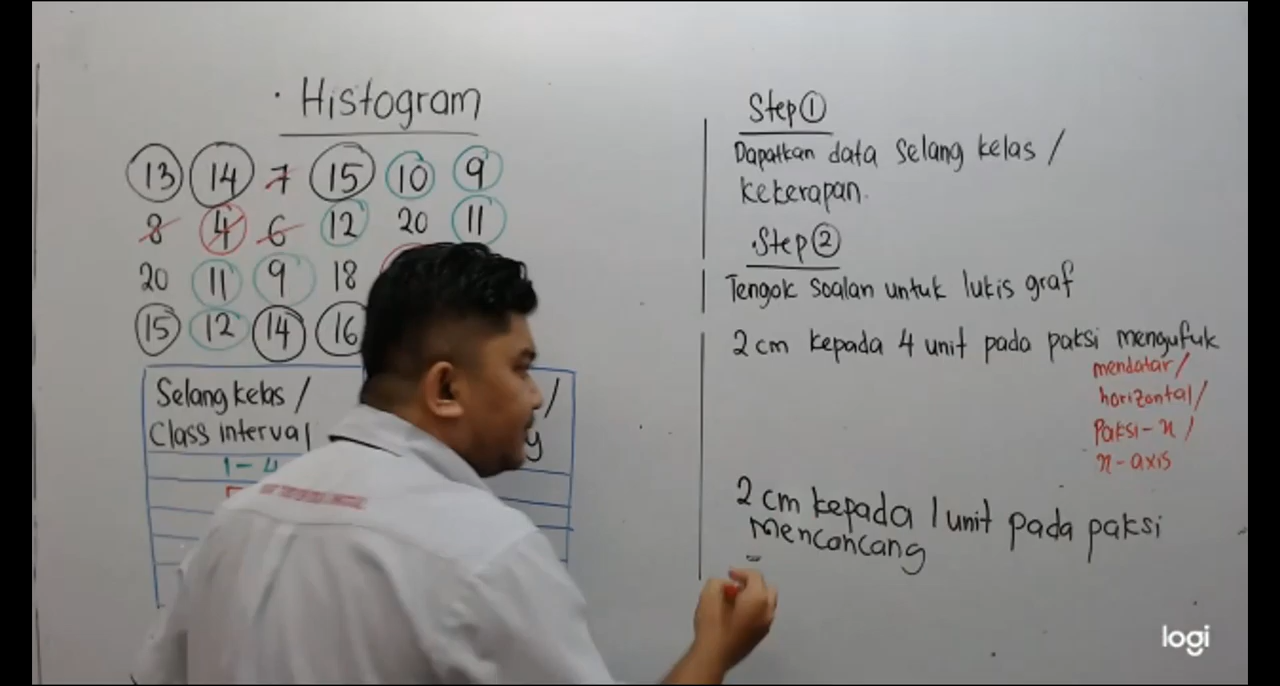 · Histogram
13 14 7 15 10 9
8 4 6 12 20 11
20 11 9 18
15 12 14 16
Selang kelas / /
Class interval y
1 - 4
Step ①
Dapatkan data selang kelas /
kekerapan.
·Step ②
Tengok soalan untuk lukis graf
2 cm kepada 4 unit pada paksi mengufuk
mendatar /
horizontal /
Paksi - x /
x - axis
2 cm kepada 1 unit pada paksi
mencancang
logi